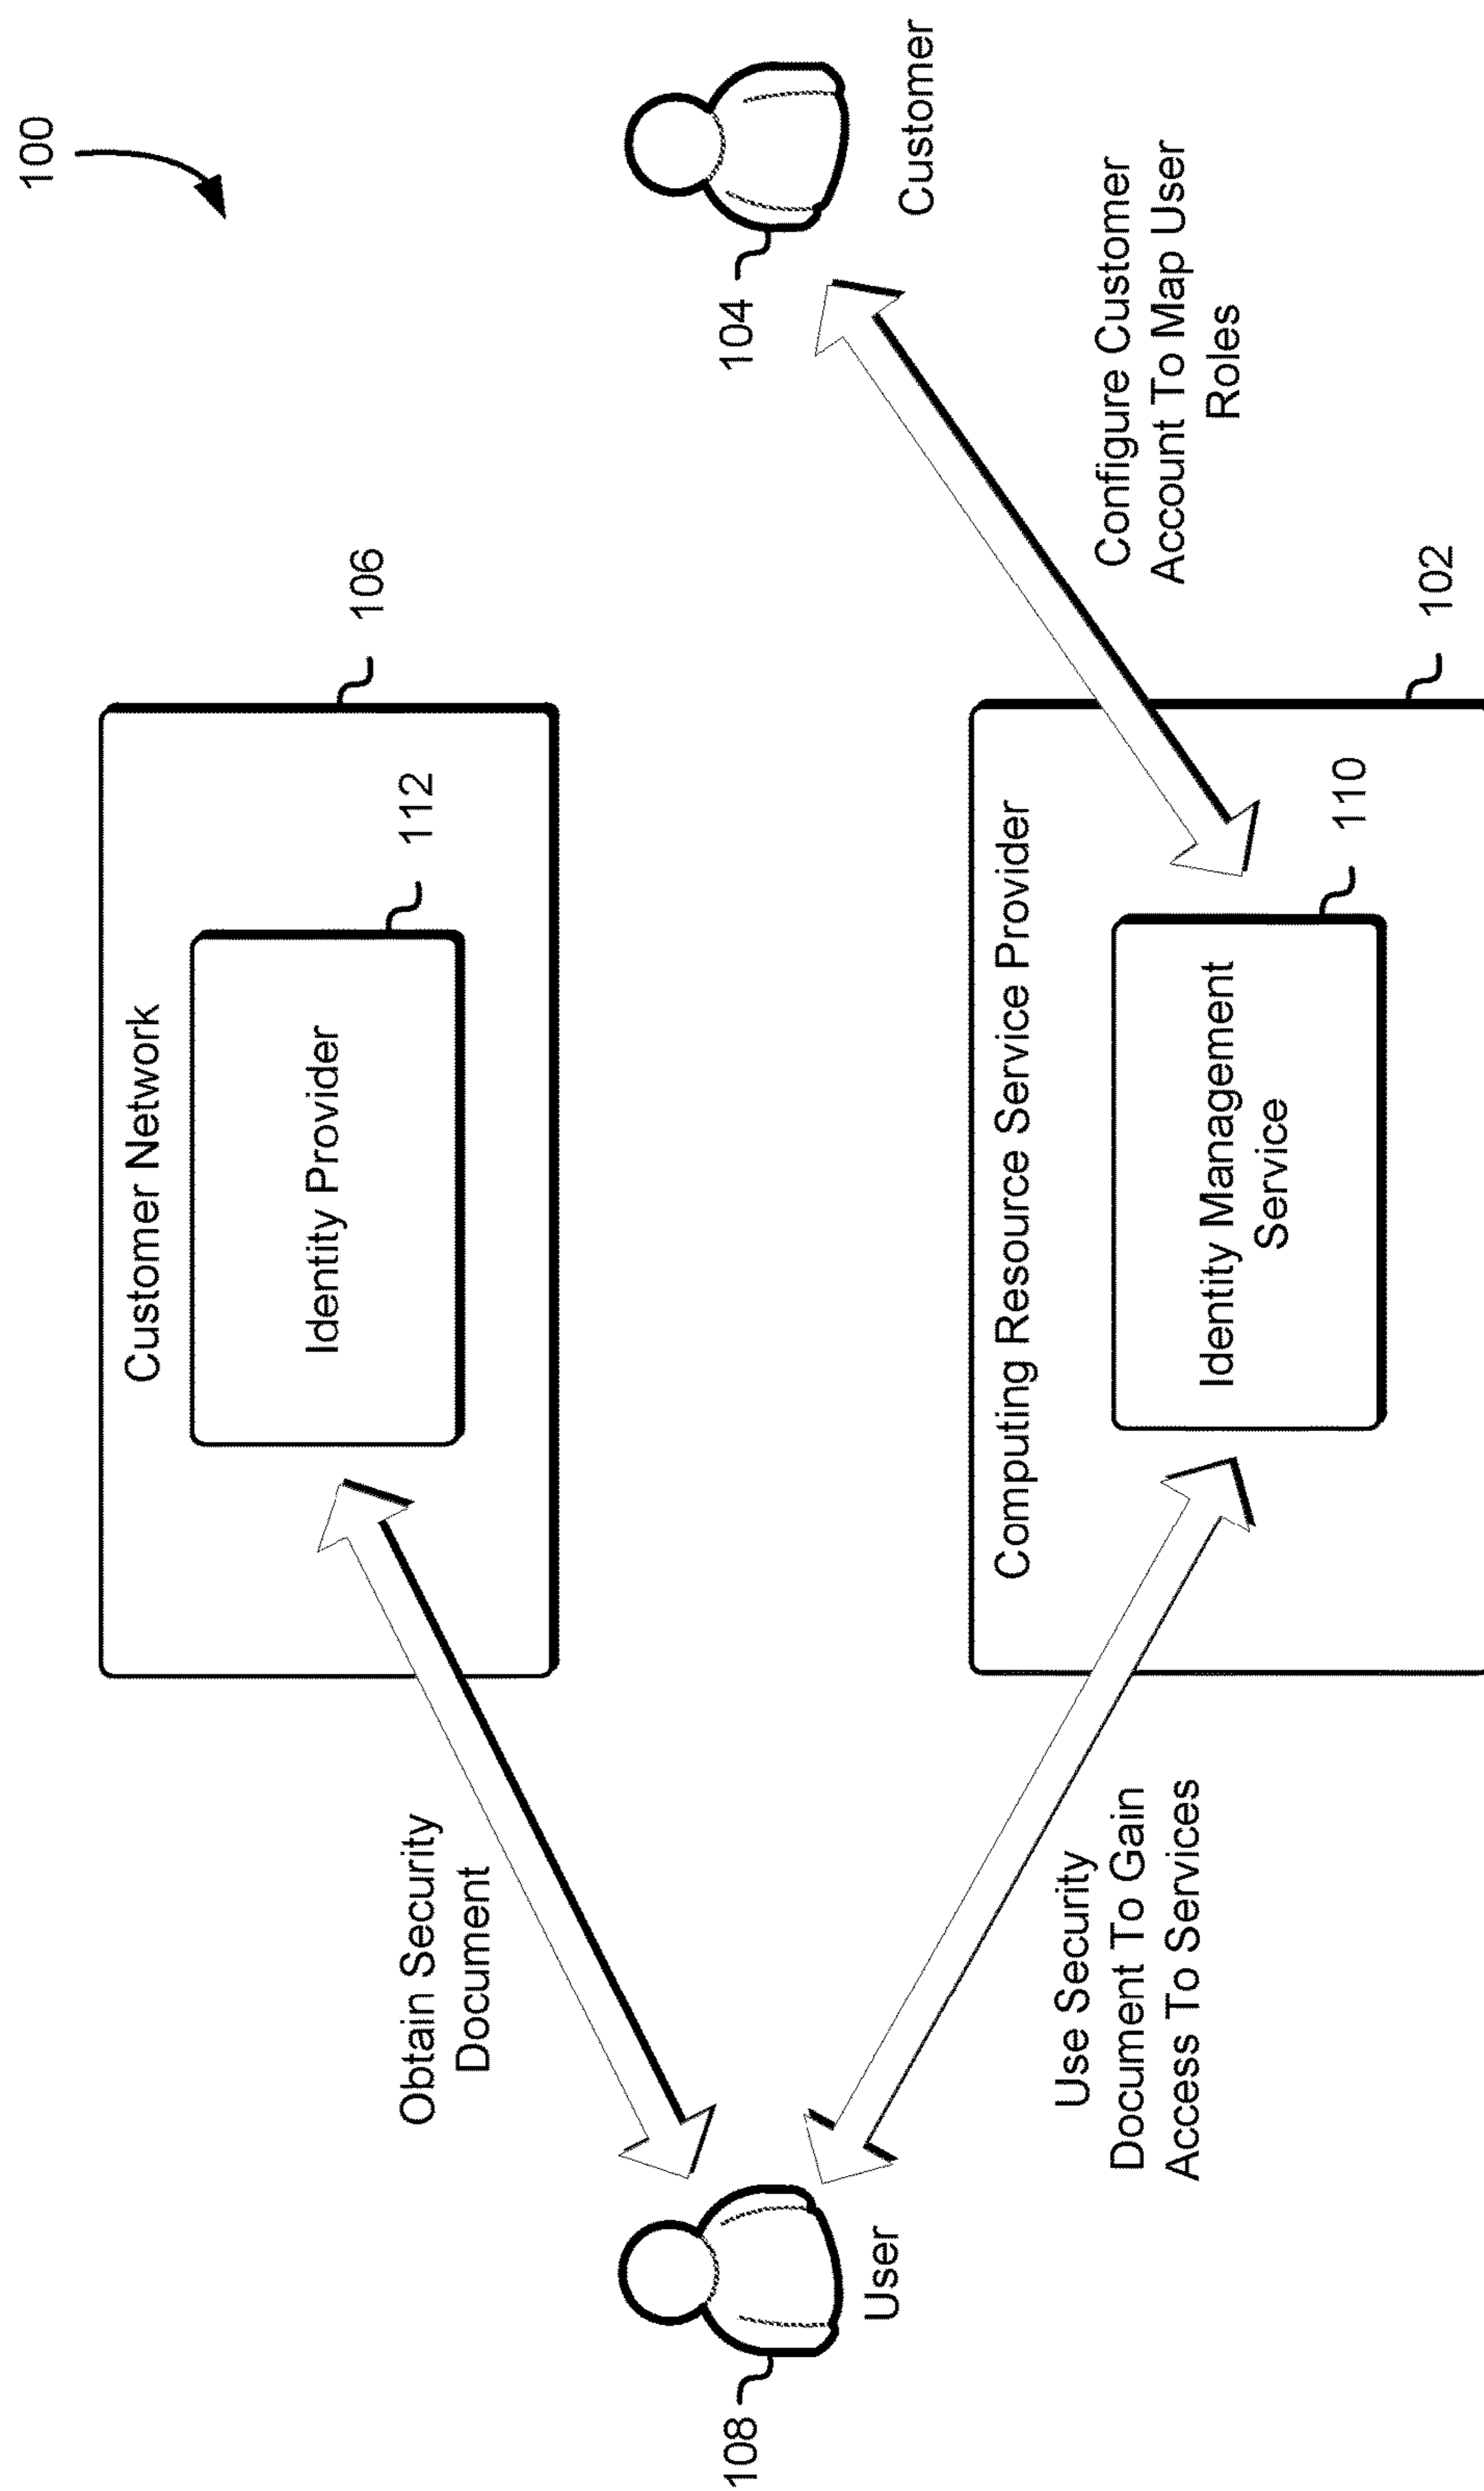 100
Customer Network
106
Identity Provider
112
Obtain Security
Document
User
108
Customer
104
Use Security
Document To Gain
Access To Services
Computing Resource Service Provider
102
Identity Management
Service
110
Configure Customer
Account To Map User
Roles